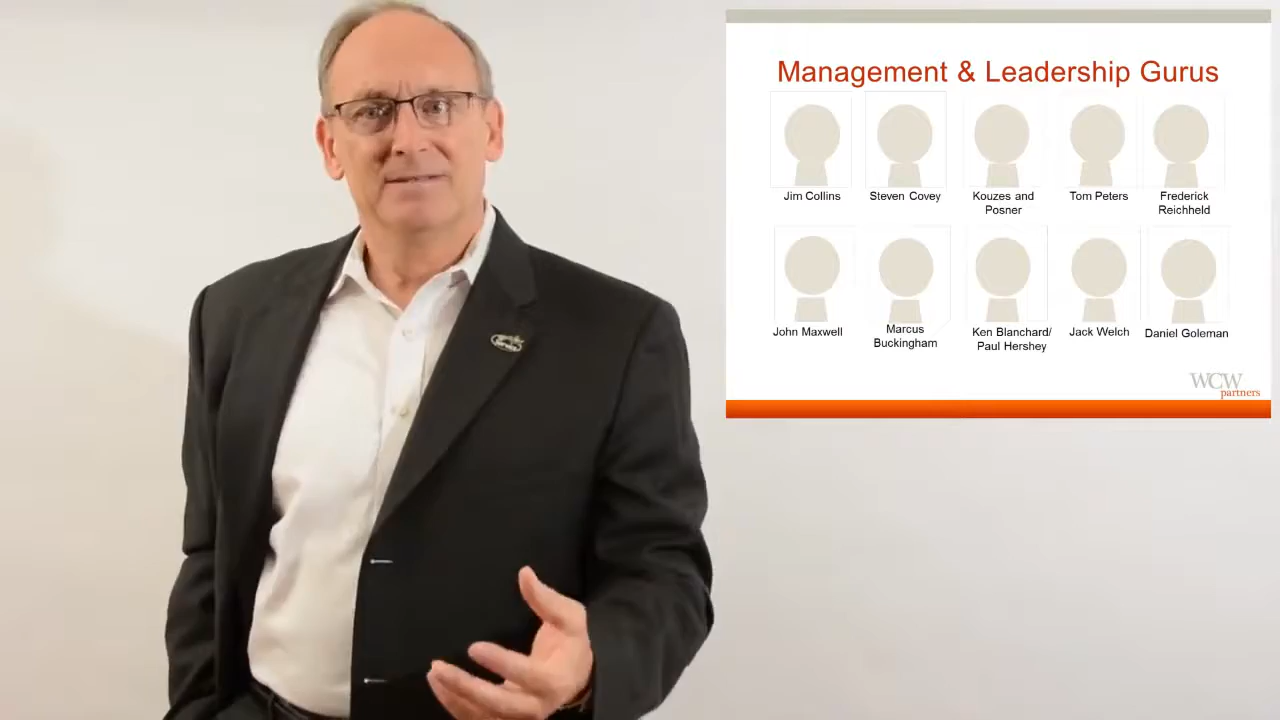 Management & Leadership Gurus
Jim Collins
Steven Covey
Kouzes and
Posner
Tom Peters
Frederick
Reichheld
John Maxwell
Marcus
Buckingham
Ken Blanchard/
Paul Hershey
Jack Welch
Daniel Goleman
WCW
partners